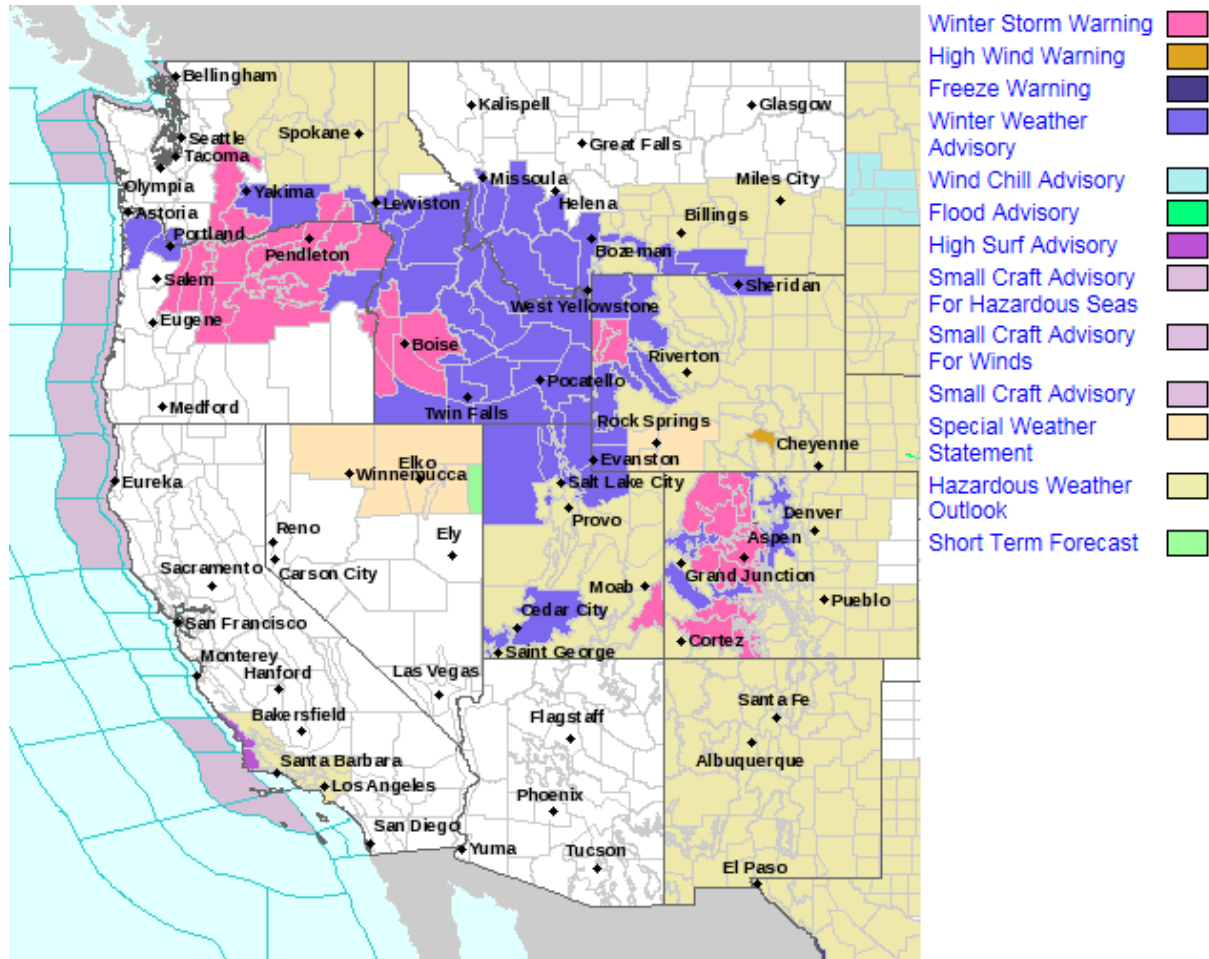 Bellingham
Kalispell
Glasgow
Spokane
Seattle
Great Falls
Tacoma
Olympia
Yakima
Missoula
Miles City
Helena
Lewiston
Astoria
Billings
Portland
Bozeman
Pendleton
Salem
Sheridan
West Yellowstone
Eugene
Boise
Riverton
Pocatello
Medford
Twin Falls
Rock Springs
Cheyenne
Elko
Winnemucca
Evanston
Eureka
Salt Lake City
Provo
Denver
Reno
Ely
Aspen
Carson City
Grand Junction
Sacramento
Moab
Pueblo
Cedar City
San Francisco
Cortez
Saint George
Monterey
Hanford
Las Vegas
Santa Fe
Bakersfield
Flagstaff
Santa Barbara
Albuquerque
Los Angeles
Phoenix
San Diego
Yuma
Tucson
El Paso
Winter Storm Warning
High Wind Warning
Freeze Warning
Winter Weather
Advisory
Wind Chill Advisory
Flood Advisory
High Surf Advisory
Small Craft Advisory
For Hazardous Seas
Small Craft Advisory
For Winds
Small Craft Advisory
Special Weather
Statement
Hazardous Weather
Outlook
Short Term Forecast